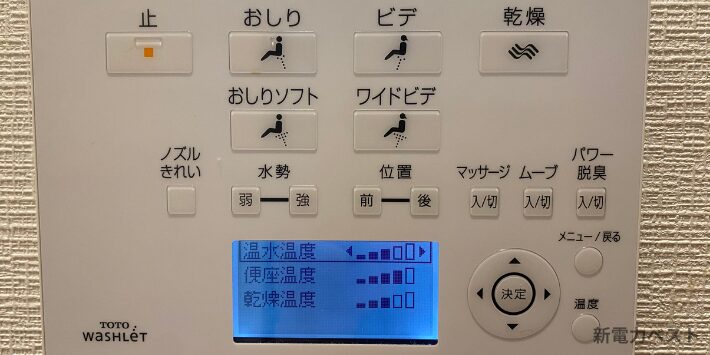 止 おしり ビデ 乾燥
おしりソフト ワイドビデ
ノズル
きれい
水勢 位置 マッサージ ムーブ パワー
脱臭
弱 強 前 後 入/切 入/切 入/切
メニュー/戻る
温水温度
便座温度
乾燥温度
決定
温度
TOTO
WASHLET
新電力ベスト